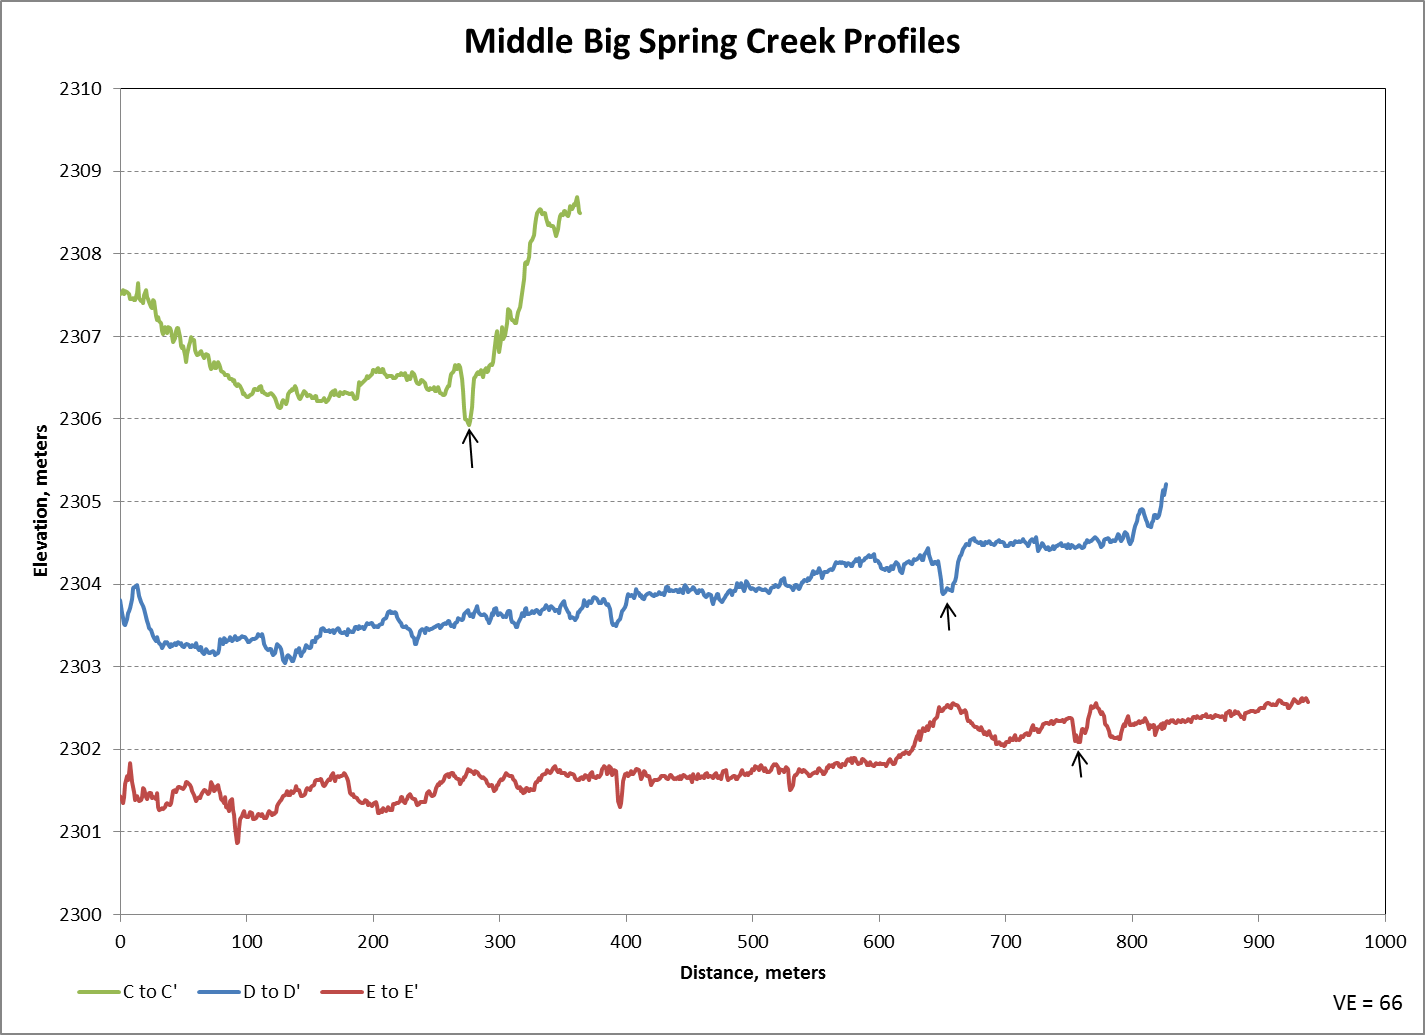 Middle Big Spring Creek Profiles
2310
2309
2308
2307
2306
2305
2304
2303
2302
2301
2300
Elevation, meters
0 100 200 300 400 500 600 700 800 900 1000
Distance, meters
C to C' D to D' E to E'
VE = 66